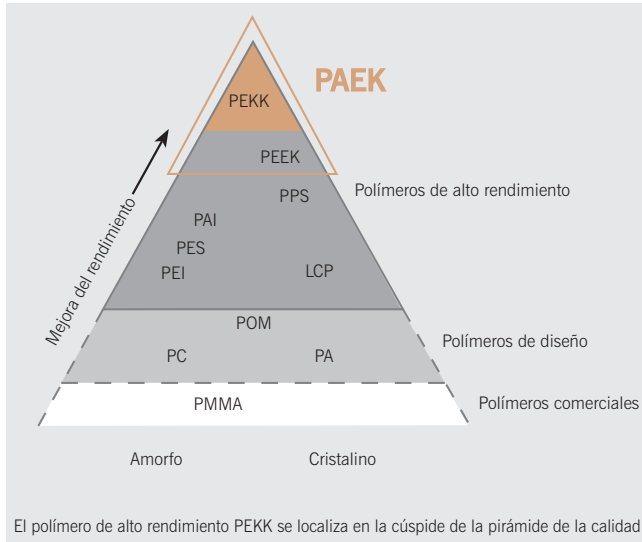 PAEK
PEKK
PEEK
Polímeros de alto rendimiento
PPS
PAI
PES
PEI
LCP
Mejora del rendimiento
POM
Polímeros de diseño
PC
PA
PMMA
Polímeros comerciales
Amorfo
Cristalino
El polímero de alto rendimiento PEKK se localiza en la cúspide de la pirámide de la calidad